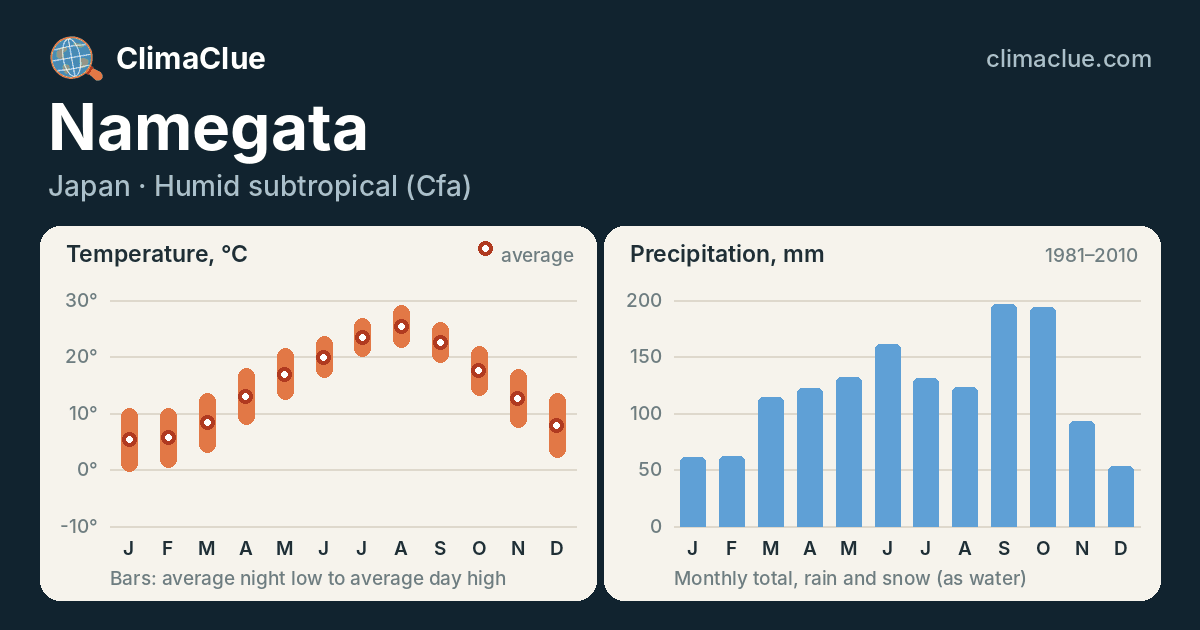 ClimaClue
climaclue.com
Namegata
Japan · Humid subtropical (Cfa)
Temperature, °C
average
30°
20°
10°
0°
-10°
J F M A M J J A S O N D
Bars: average night low to average day high
Precipitation, mm
1981–2010
200
150
100
50
0
J F M A M J J A S O N D
Monthly total, rain and snow (as water)